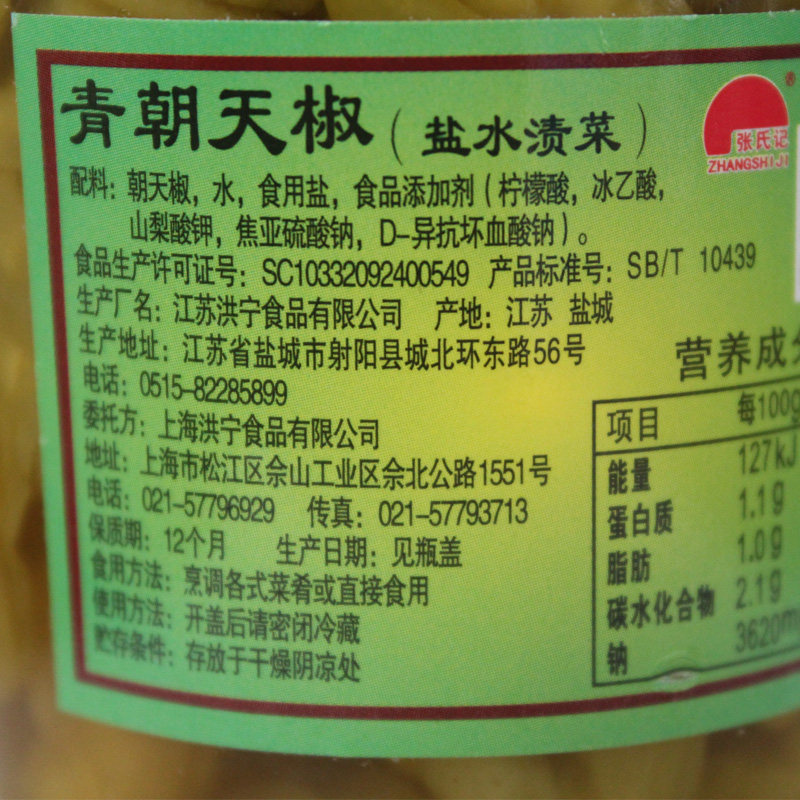 青朝天椒（盐水渍菜）
张氏记
ZHANGSHIJI
®
配料：朝天椒，水，食用盐，食品添加剂（柠檬酸，冰乙酸，
山梨酸钾，焦亚硫酸钠，D-异抗坏血酸钠）。
食品生产许可证号：SC10332092400549 产品标准号：SB/T 10439
生产厂名：江苏洪宁食品有限公司 产地：江苏 盐城
生产地址：江苏省盐城市射阳县城北环东路56号
电话：0515-82285899
委托方：上海洪宁食品有限公司
地址：上海市松江区佘山工业区佘北公路1551号
电话：021-57796929 传真：021-57793713
保质期：12个月 生产日期：见瓶盖
食用方法：烹调各式菜肴或直接食用
使用方法：开盖后请密闭冷藏
贮存条件：存放于干燥阴凉处
营养成分
项目 每100g
能量 127kJ
蛋白质 1.1g
脂肪 1.0g
碳水化合物 2.1g
钠 3620m